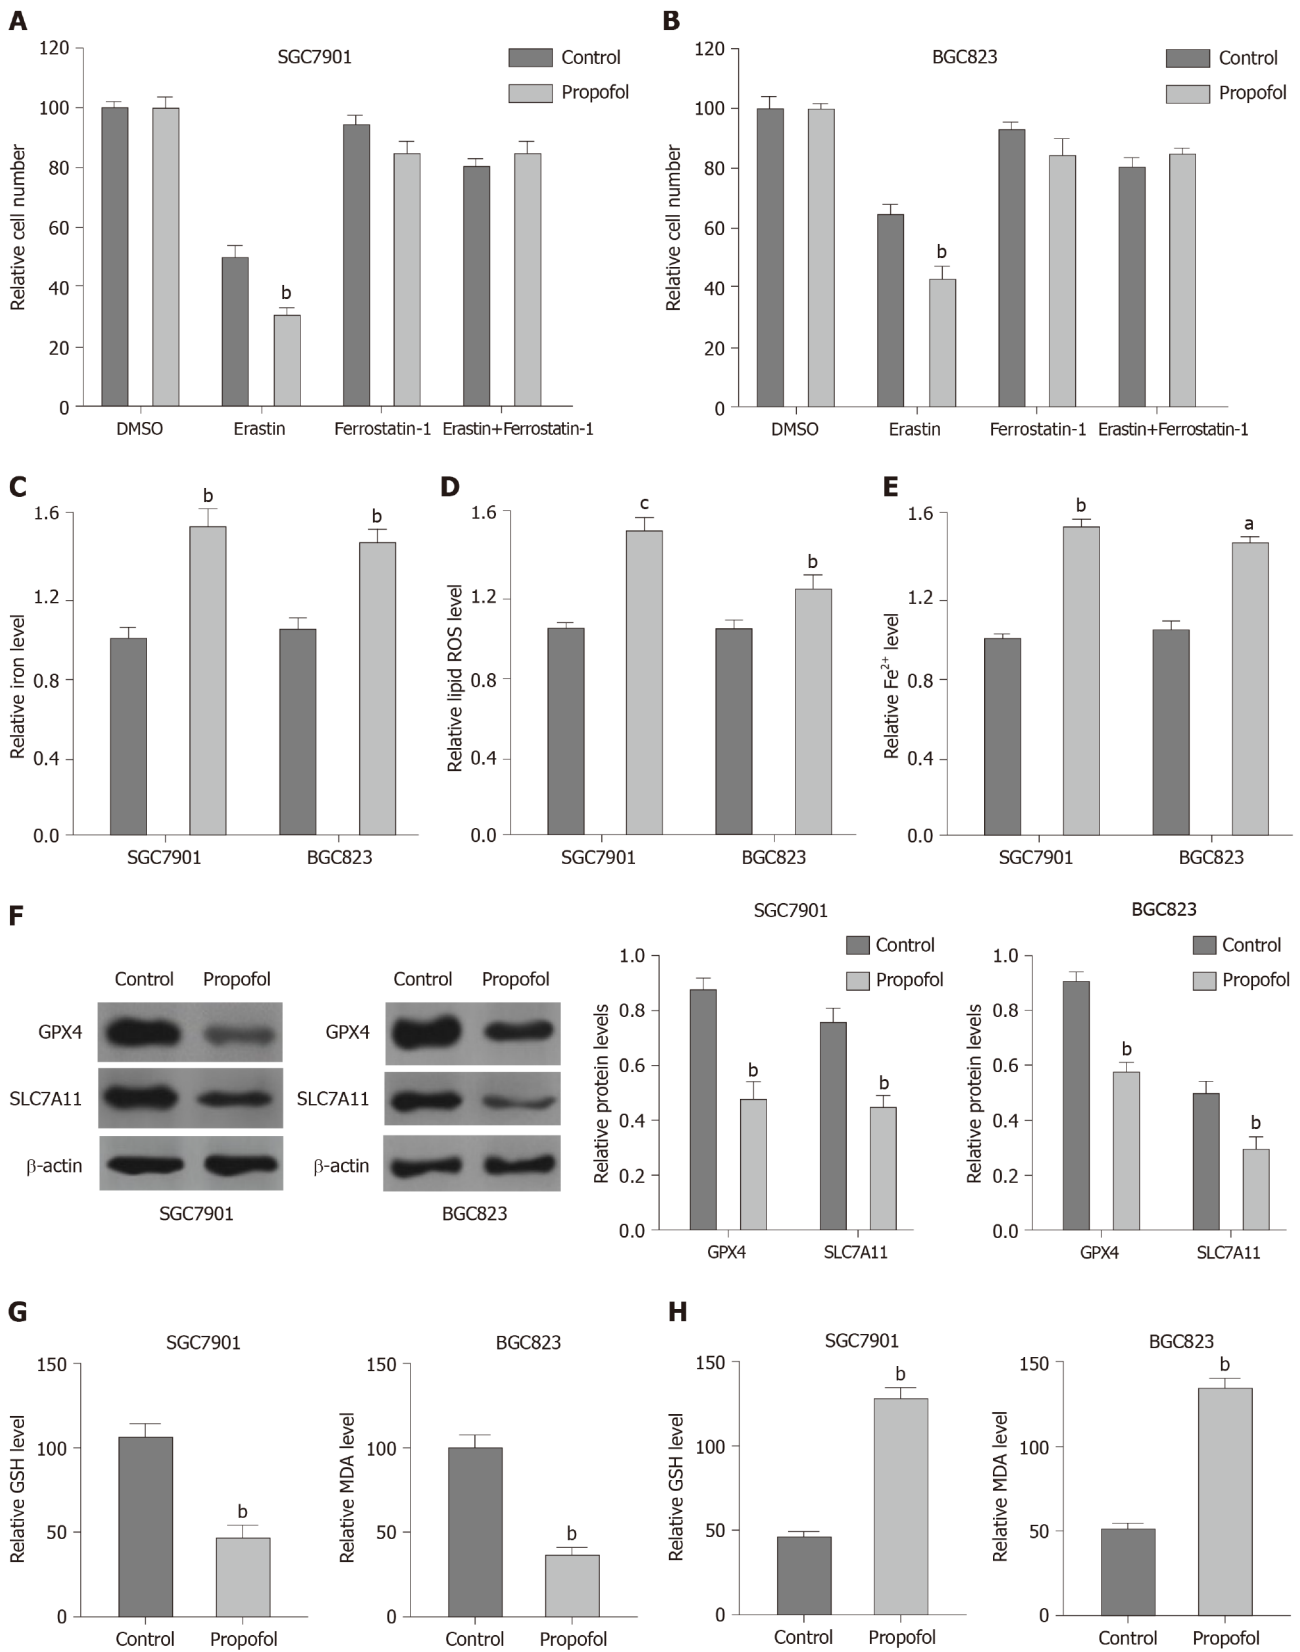 A
SGC7901
Control
Propofol
Relative cell number
120
100
80
60
40
20
0
b
DMSO
Erastin
Ferrostatin-1
Erastin+Ferrostatin-1
B
BGC823
Control
Propofol
Relative cell number
120
100
80
60
40
20
0
b
DMSO
Erastin
Ferrostatin-1
Erastin+Ferrostatin-1
C
Relative iron level
1.6
1.2
0.8
0.4
0.0
b
b
SGC7901
BGC823
D
Relative lipid ROS level
1.6
1.2
0.8
0.4
0.0
c
b
SGC7901
BGC823
E
Relative Fe2+ level
1.6
1.2
0.8
0.4
0.0
b
a
SGC7901
BGC823
F
Control Propofol
GPX4
SLC7A11
β-actin
SGC7901
Control Propofol
GPX4
SLC7A11
β-actin
BGC823
SGC7901
Control
Propofol
Relative protein levels
1.0
0.8
0.6
0.4
0.2
0.0
b
b
GPX4
SLC7A11
BGC823
Control
Propofol
Relative protein levels
1.0
0.8
0.6
0.4
0.2
0.0
b
b
GPX4
SLC7A11
G
SGC7901
Relative GSH level
150
100
50
0
b
Control
Propofol
BGC823
Relative MDA level
150
100
50
0
b
Control
Propofol
H
SGC7901
Relative GSH level
150
100
50
0
b
Control
Propofol
BGC823
Relative MDA level
150
100
50
0
b
Control
Propofol